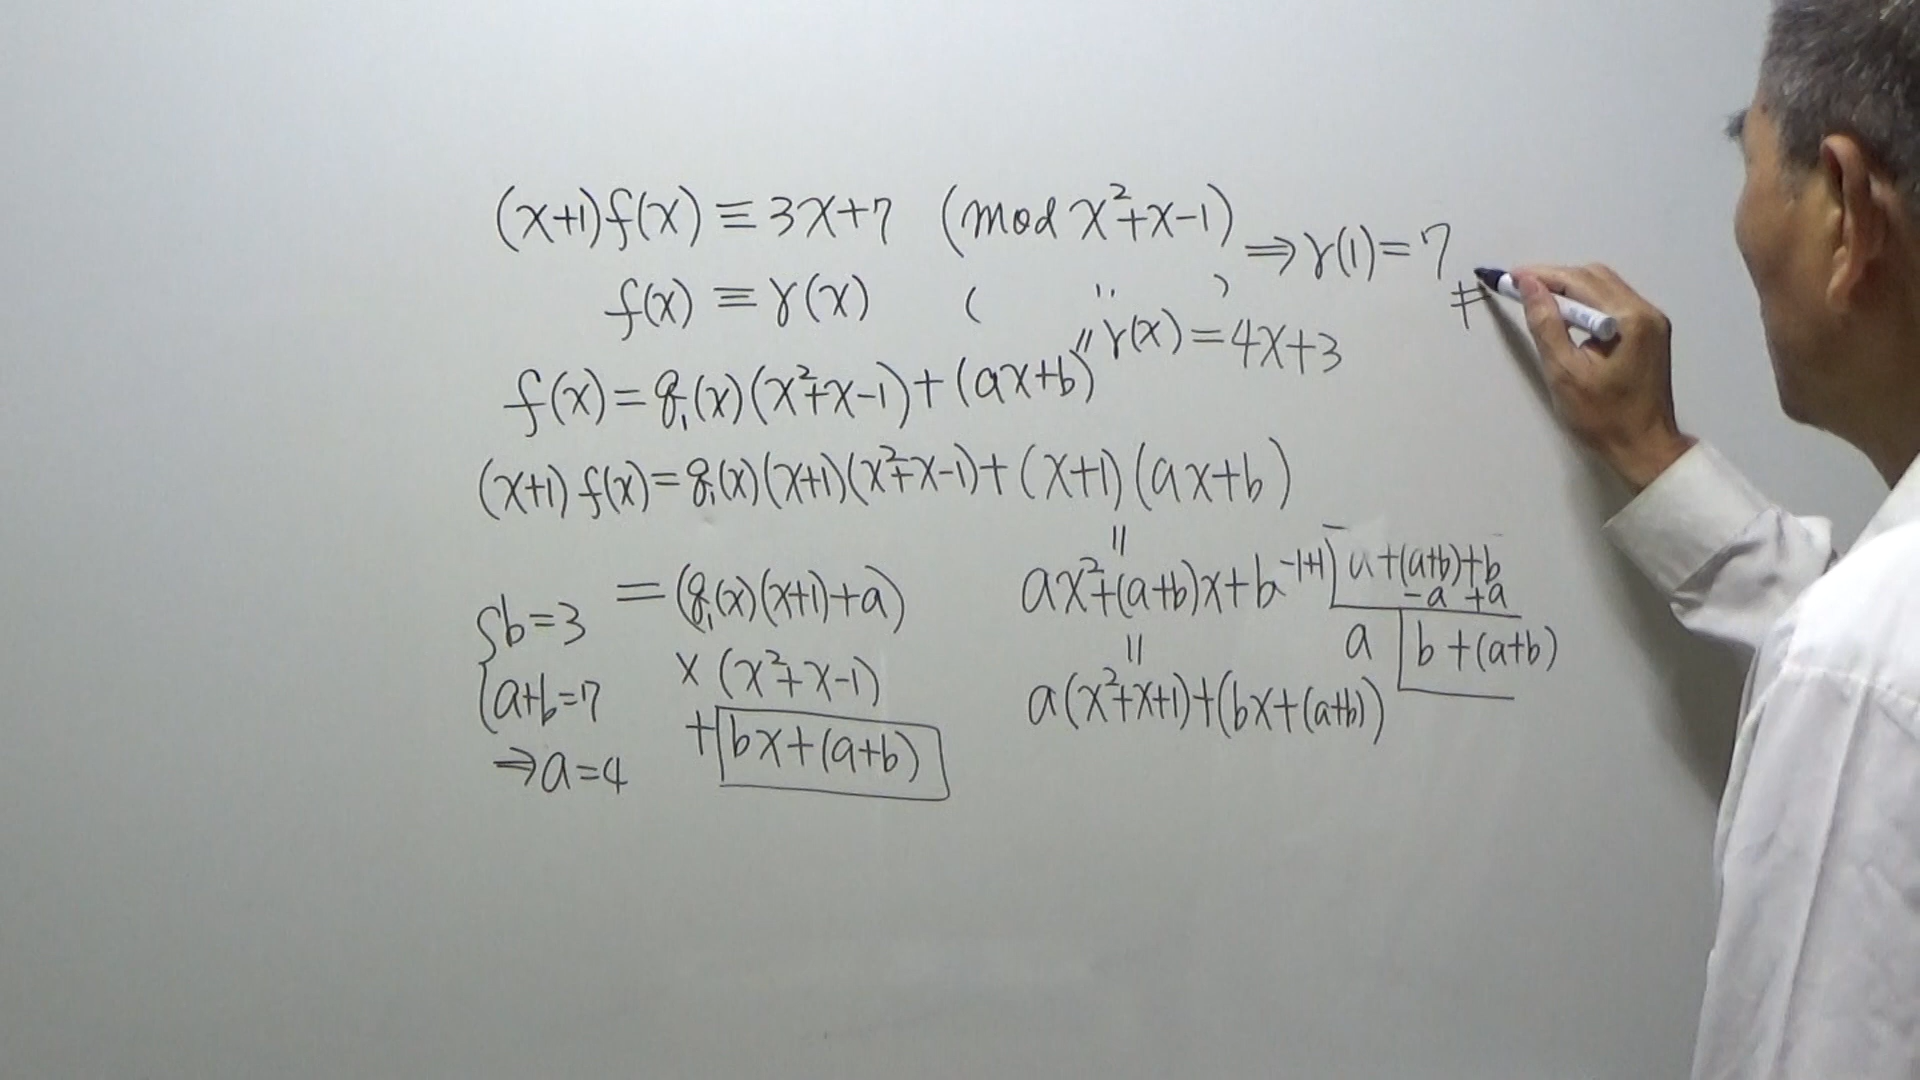 (x+1)f(x)≡3x+7 (mod x²+x-1)
⇒r(1)=7
f(x)≡r(x) ( 〃 )
〃r(x)=4x+3
f(x)=q₁(x)(x²+x-1)+(ax+b)
(x+1)f(x)=q₁(x)(x+1)(x²+x-1)+(x+1)(ax+b)
=(q₁(x)(x+1)+a)
×(x²+x-1)
+bx+(a+b)
{b=3
a+b=7
⇒a=4
||
ax²+(a+b)x+b
||
a(x²+x+1)+(bx+(a+b))
-1+1) a+(a+b)+b
-a +a
a b+(a+b)